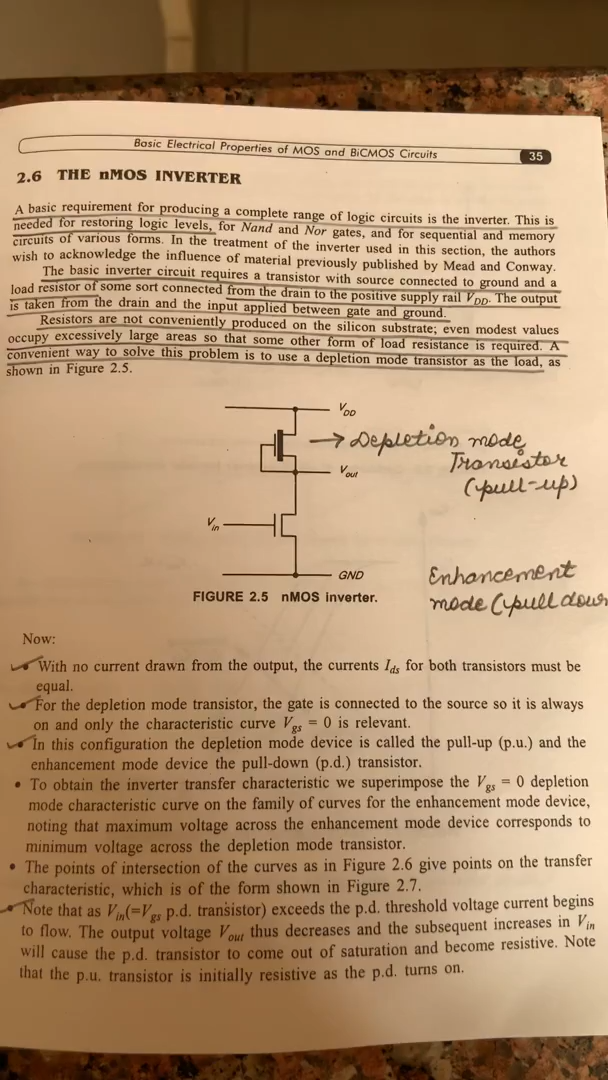 Basic Electrical Properties of MOS and BiCMOS Circuits 35
2.6 THE nMOS INVERTER
A basic requirement for producing a complete range of logic circuits is the inverter. This is
needed for restoring logic levels, for Nand and Nor gates, and for sequential and memory
circuits of various forms. In the treatment of the inverter used in this section, the authors
wish to acknowledge the influence of material previously published by Mead and Conway.
The basic inverter circuit requires a transistor with source connected to ground and a
load resistor of some sort connected from the drain to the positive supply rail VDD. The output
is taken from the drain and the input applied between gate and ground.
Resistors are not conveniently produced on the silicon substrate; even modest values
occupy excessively large areas so that some other form of load resistance is required. A
convenient way to solve this problem is to use a depletion mode transistor as the load, as
shown in Figure 2.5.
VDD
→ Depletion mode
Transistor
(pull-up)
Vout
Vin
GND
Enhancement
mode (pull down
FIGURE 2.5 nMOS inverter.
Now:
• With no current drawn from the output, the currents Ids for both transistors must be
equal.
• For the depletion mode transistor, the gate is connected to the source so it is always
on and only the characteristic curve Vgs = 0 is relevant.
• In this configuration the depletion mode device is called the pull-up (p.u.) and the
enhancement mode device the pull-down (p.d.) transistor.
• To obtain the inverter transfer characteristic we superimpose the Vgs = 0 depletion
mode characteristic curve on the family of curves for the enhancement mode device,
noting that maximum voltage across the enhancement mode device corresponds to
minimum voltage across the depletion mode transistor.
• The points of intersection of the curves as in Figure 2.6 give points on the transfer
characteristic, which is of the form shown in Figure 2.7.
• Note that as Vin(=Vgs p.d. transistor) exceeds the p.d. threshold voltage current begins
to flow. The output voltage Vout thus decreases and the subsequent increases in Vin
will cause the p.d. transistor to come out of saturation and become resistive. Note
that the p.u. transistor is initially resistive as the p.d. turns on.